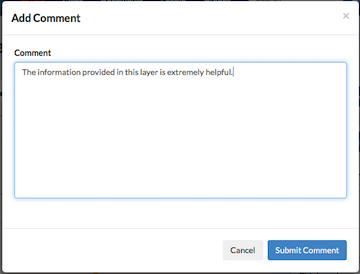 Add Comment
×
Comment
The information provided in this layer is extremely helpful.
Cancel
Submit Comment